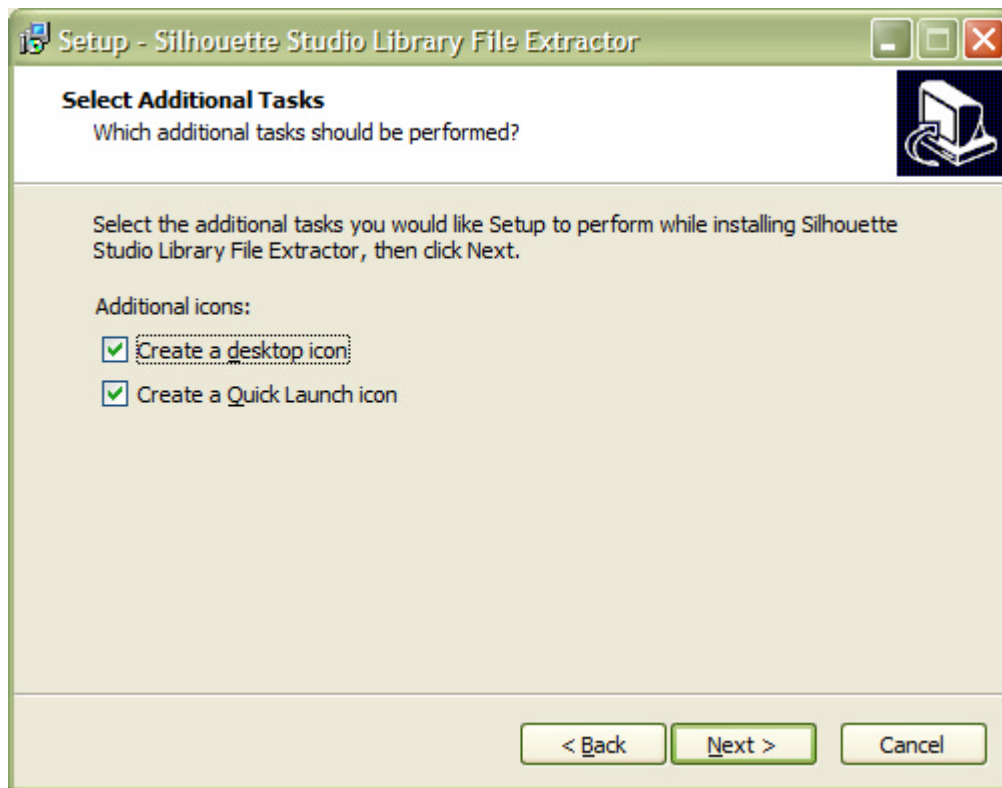 Setup - Silhouette Studio Library File Extractor
Select Additional Tasks
Which additional tasks should be performed?
Select the additional tasks you would like Setup to perform while installing Silhouette
Studio Library File Extractor, then click Next.
Additional icons:
Create a desktop icon
Create a Quick Launch icon
< Back Next > Cancel